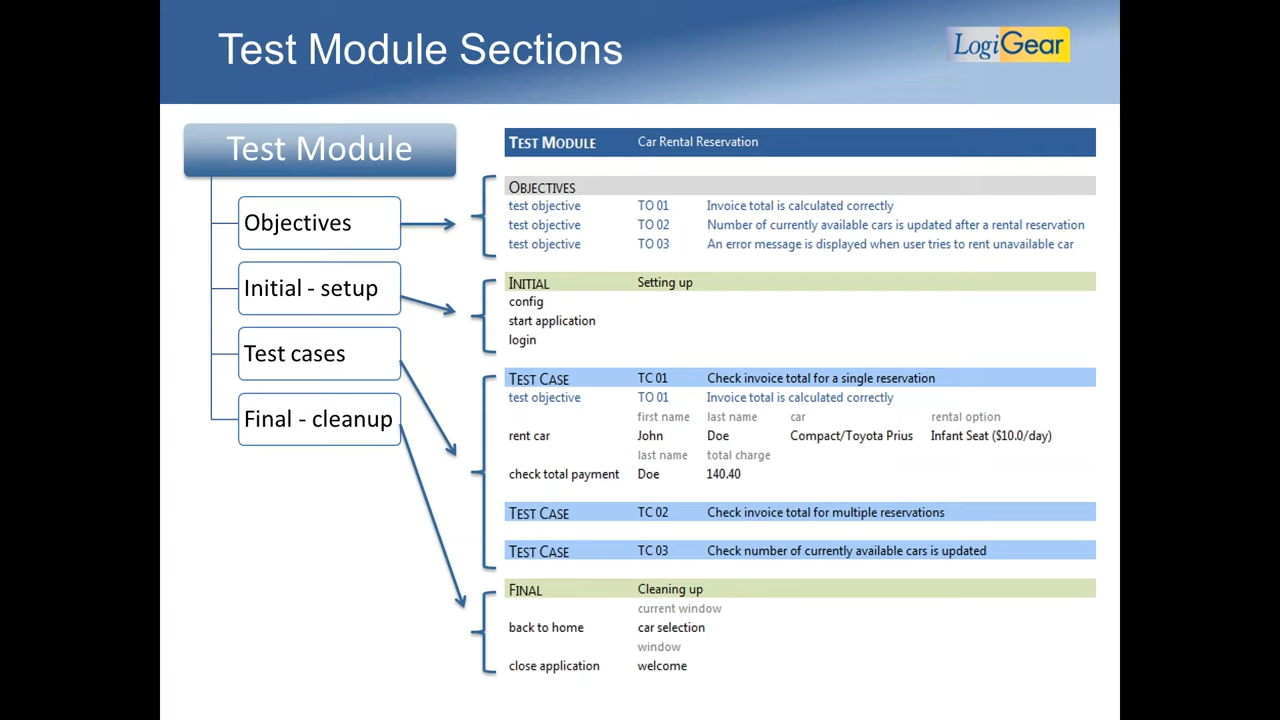 Test Module Sections
LogiGear
Test Module
Objectives
Initial - setup
Test cases
Final - cleanup
TEST MODULE Car Rental Reservation
OBJECTIVES
test objective TO 01 Invoice total is calculated correctly
test objective TO 02 Number of currently available cars is updated after a rental reservation
test objective TO 03 An error message is displayed when user tries to rent unavailable car
INITIAL Setting up
config
start application
login
TEST CASE TC 01 Check invoice total for a single reservation
test objective TO 01 Invoice total is calculated correctly
first name last name car rental option
rent car John Doe Compact/Toyota Prius Infant Seat ($10.0/day)
last name total charge
check total payment Doe 140.40
TEST CASE TC 02 Check invoice total for multiple reservations
TEST CASE TC 03 Check number of currently available cars is updated
FINAL Cleaning up
current window
back to home car selection
window
close application welcome